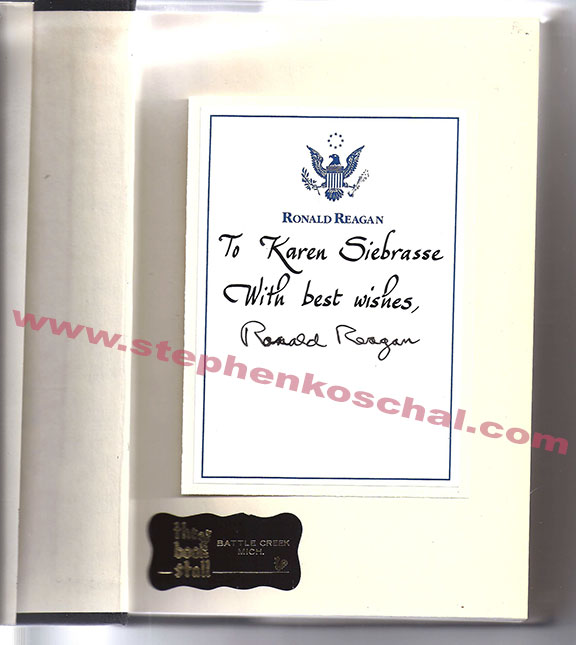 RONALD REAGAN
To Karen Siebrasse
With best wishes,
Ronald Reagan
www.stephenkoschal.com
the book stall
BATTLE CREEK
MICH.